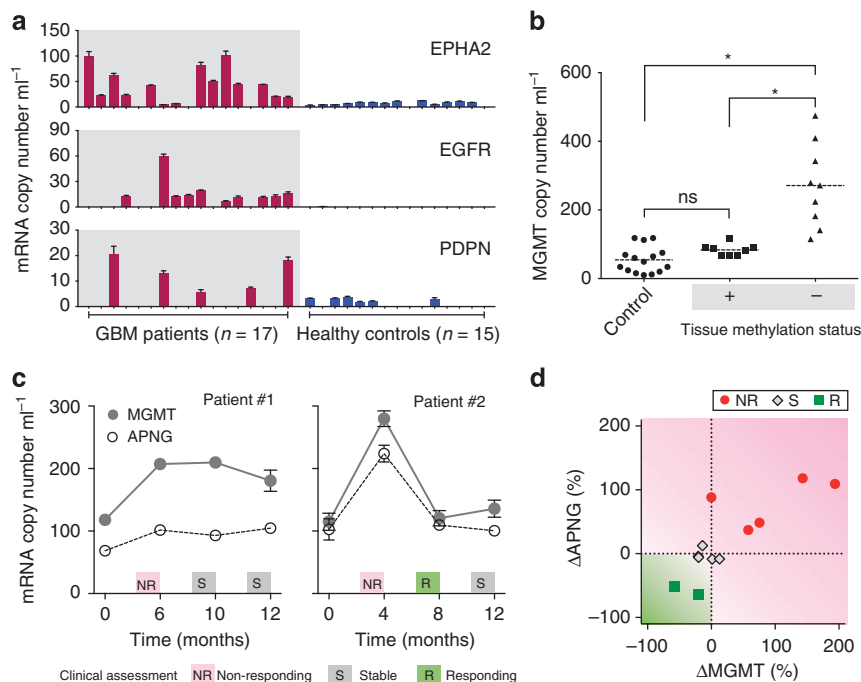 a
mRNA copy number ml⁻¹
150
100
50
0
EPHA2
90
60
30
0
EGFR
30
20
10
0
PDPN
GBM patients (n = 17)
Healthy controls (n = 15)
b
MGMT copy number ml⁻¹
600
400
200
0
*
*
ns
Control
+
−
Tissue methylation status
c
mRNA copy number ml⁻¹
300
200
100
0
MGMT
APNG
Patient #1
Patient #2
NR
S
S
NR
R
S
0 6 10 12
0 4 8 12
Time (months)
Time (months)
Clinical assessment NR Non-responding S Stable R Responding
d
NR S R
ΔAPNG (%)
200
100
0
−100
−100 0 100 200
ΔMGMT (%)